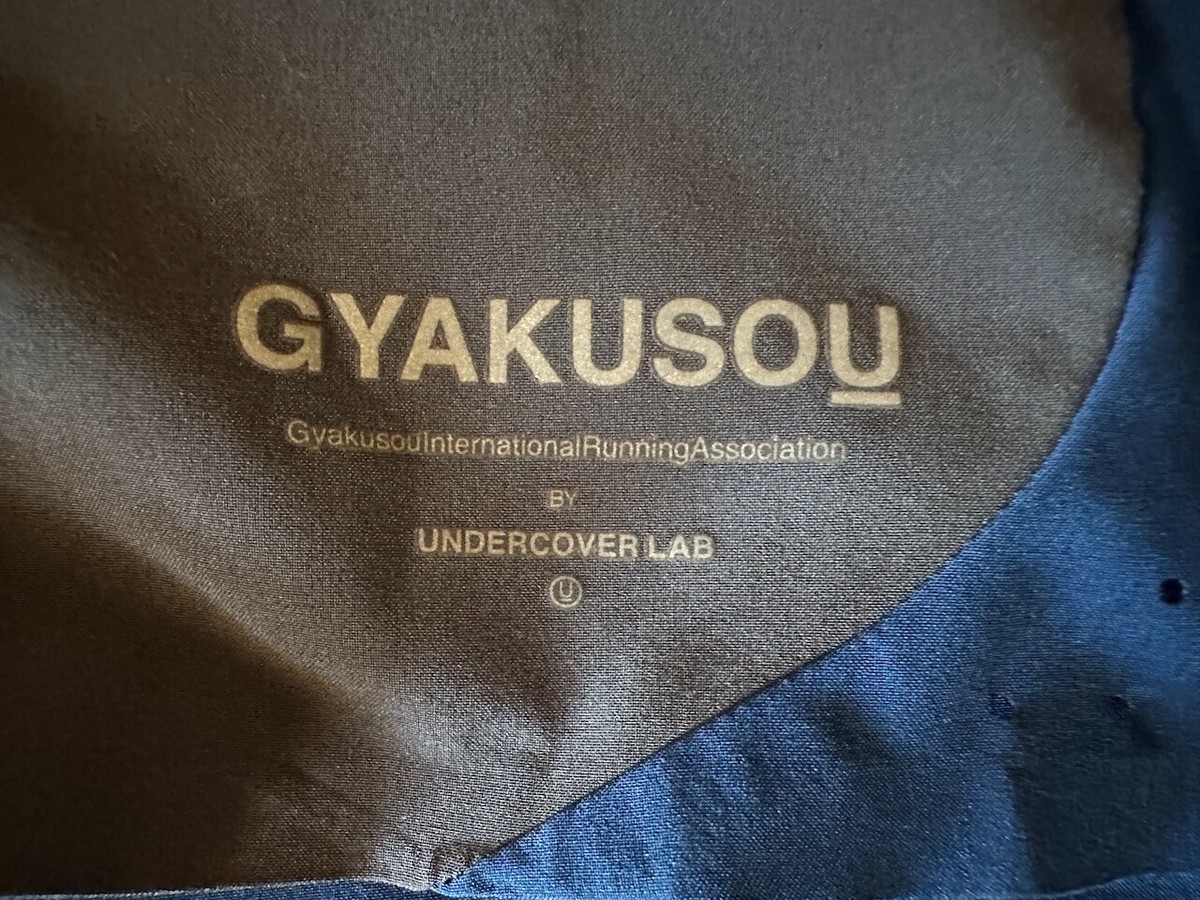 GYAKUSOU
GyakusouInternationalRunningAssociation
BY
UNDERCOVER LAB
U